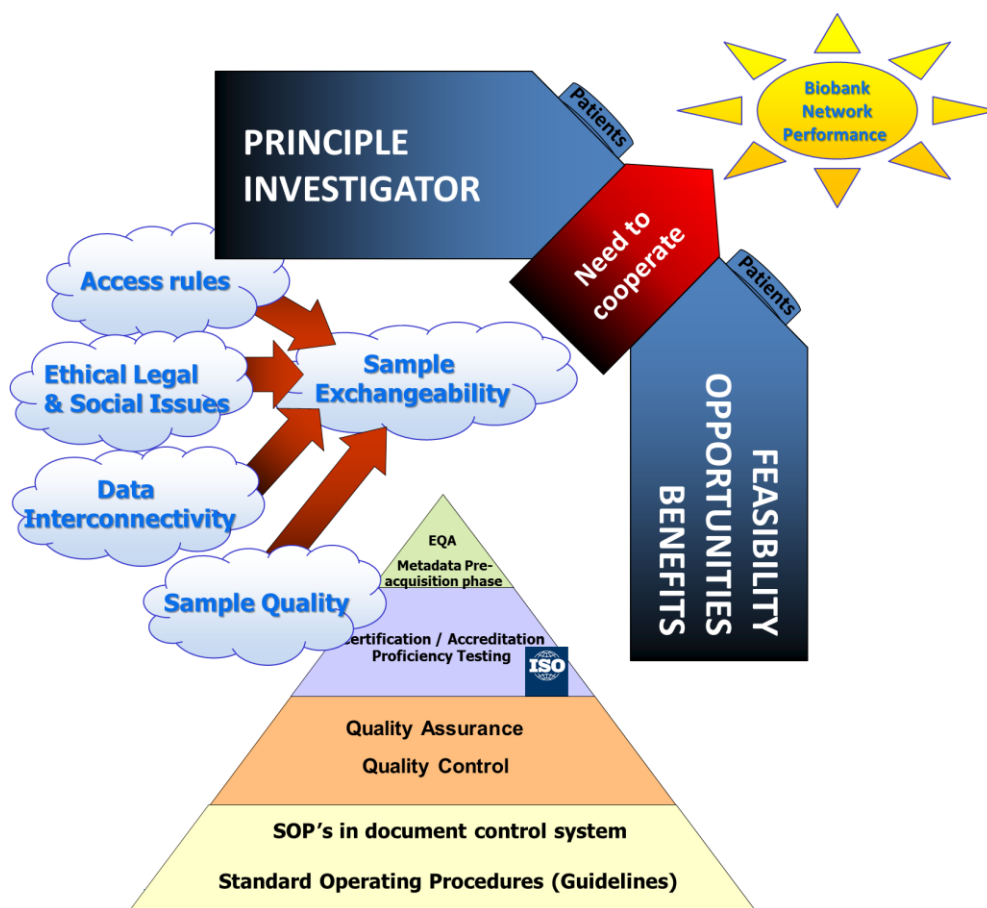 Biobank
Network
Performance
Patients
PRINCIPLE
INVESTIGATOR
Need to
cooperate
Patients
Access rules
Ethical Legal
& Social Issues
Sample
Exchangeability
Data
Interconnectivity
FEASIBILITY
OPPORTUNITIES
BENEFITS
Sample Quality
EQA
Metadata Pre-
acquisition phase
ertification / Accreditation
Proficiency Testing
ISO
Quality Assurance
Quality Control
SOP's in document control system
Standard Operating Procedures (Guidelines)